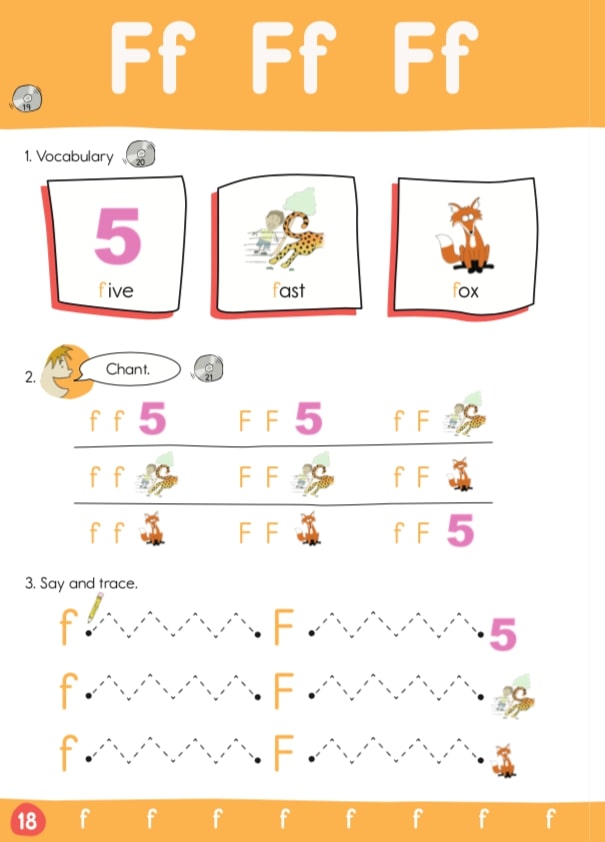 Ff Ff Ff
19
1. Vocabulary 20
5 
five fast fox
2. Chant. 21
f f 5 F F 5 f F
f f F F f F
f f F F f F 5
3. Say and trace.
f F 5
f F
f F
18 f f f f f f f f